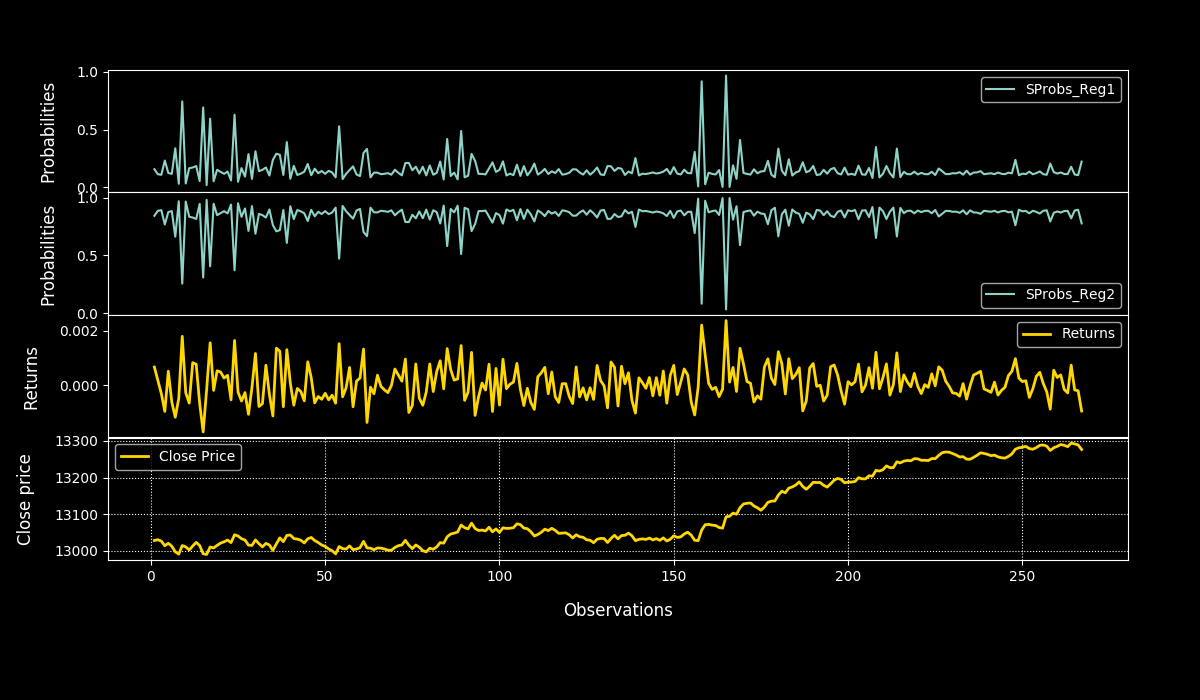 1.0
0.5
0.0
Probabilities
SProbs_Reg1
1.0
0.5
0.0
Probabilities
SProbs_Reg2
0.002
0.000
Returns
Returns
13300
13200
13100
13000
Close price
Close Price
0 50 100 150 200 250
Observations